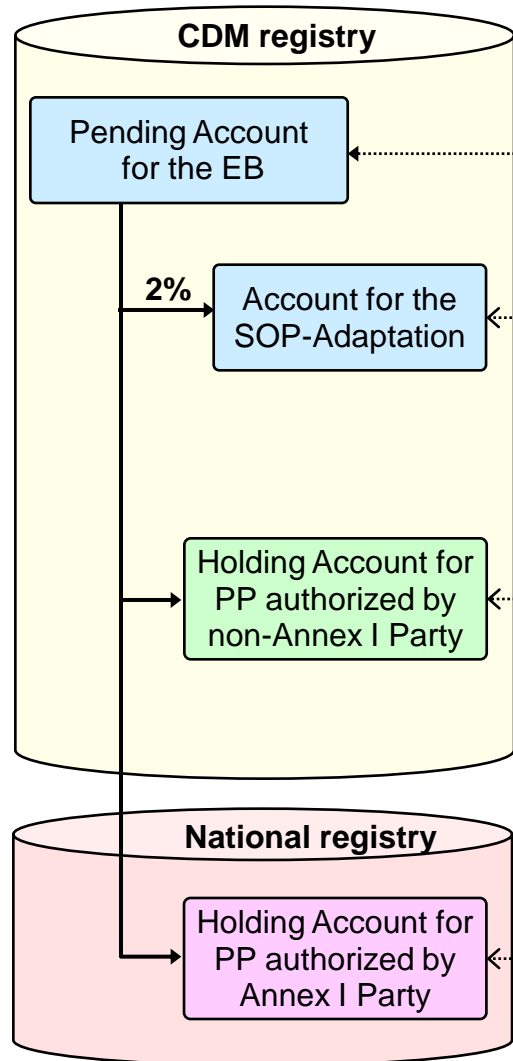 CDM registry
Pending Account
for the EB
2%
Account for the
SOP-Adaptation
Holding Account for
PP authorized by
non-Annex I Party
National registry
Holding Account for
PP authorized by
Annex I Party